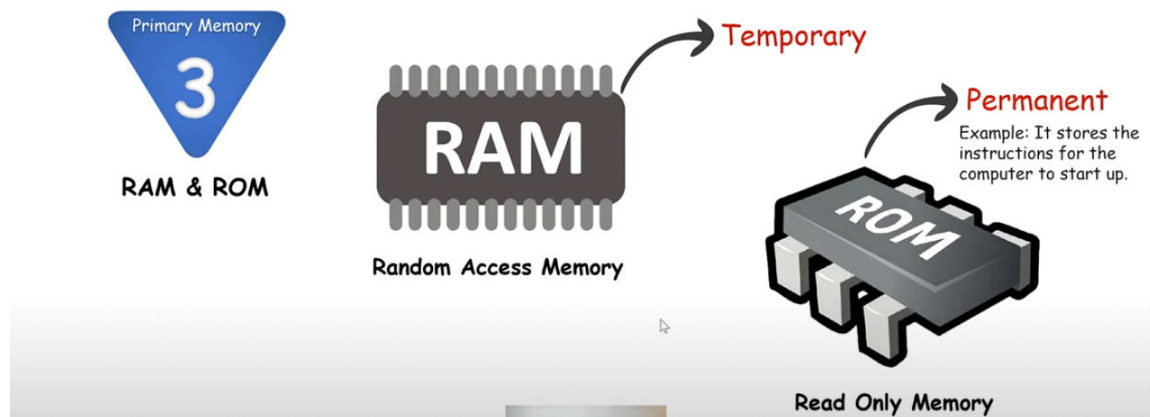 Primary Memory
3
RAM & ROM
RAM
Random Access Memory
Temporary
Permanent
Example: It stores the
instructions for the
computer to start up.
ROM
Read Only Memory